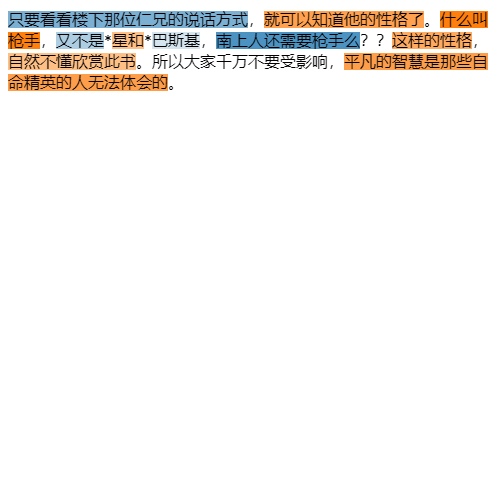 只要看看楼下那位仁兄的说话方式，就可以知道他的性格了。什么叫
枪手，又不是*星和*巴斯基，南上人还需要枪手么？？这样的性格，
自然不懂欣赏此书。所以大家千万不要受影响，平凡的智慧是那些自
命精英的人无法体会的。